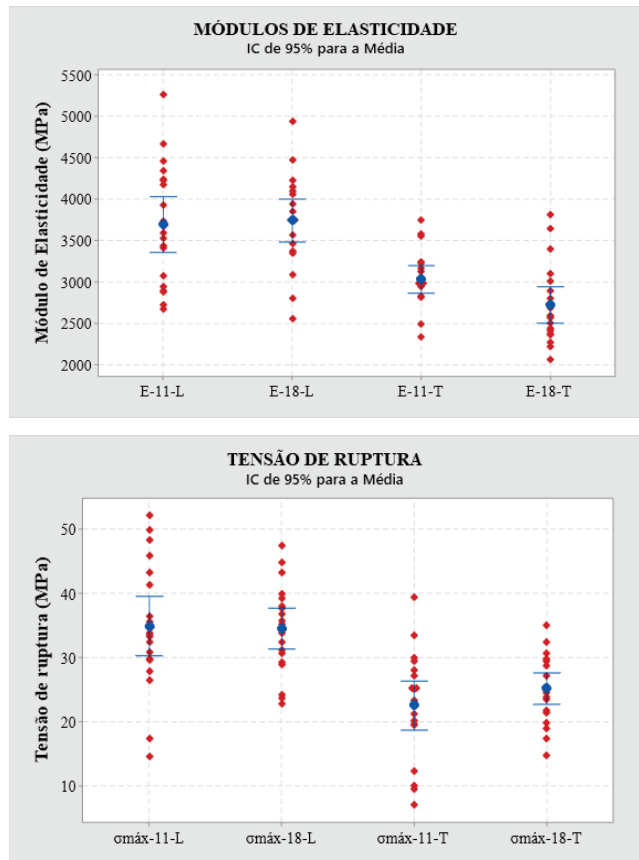 MÓDULOS DE ELASTICIDADE
IC de 95% para a Média
Módulo de Elasticidade (MPa)
5500
5000
4500
4000
3500
3000
2500
2000
E-11-L E-18-L E-11-T E-18-T
TENSÃO DE RUPTURA
IC de 95% para a Média
Tensão de ruptura (MPa)
50
40
30
20
10
σmáx-11-L σmáx-18-L σmáx-11-T σmáx-18-T